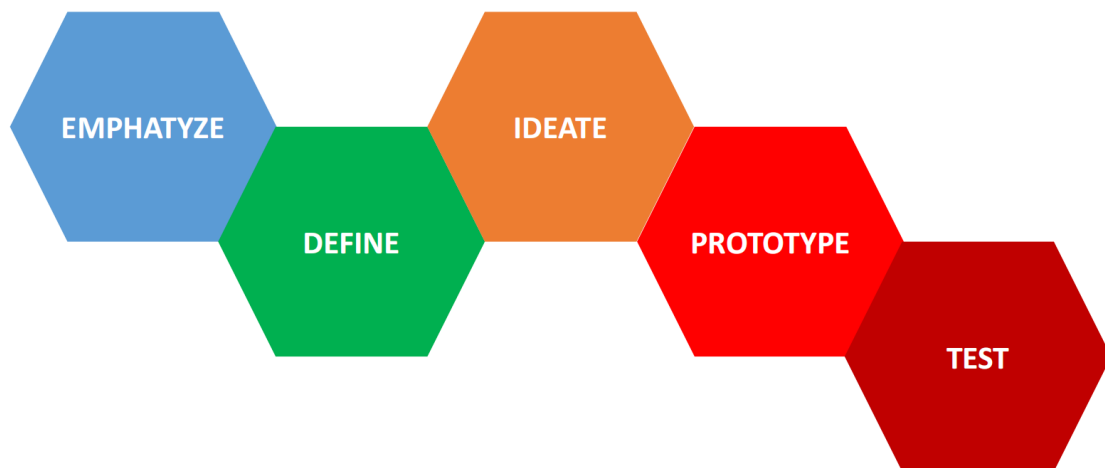 EMPHATYZE
DEFINE
IDEATE
PROTOTYPE
TEST